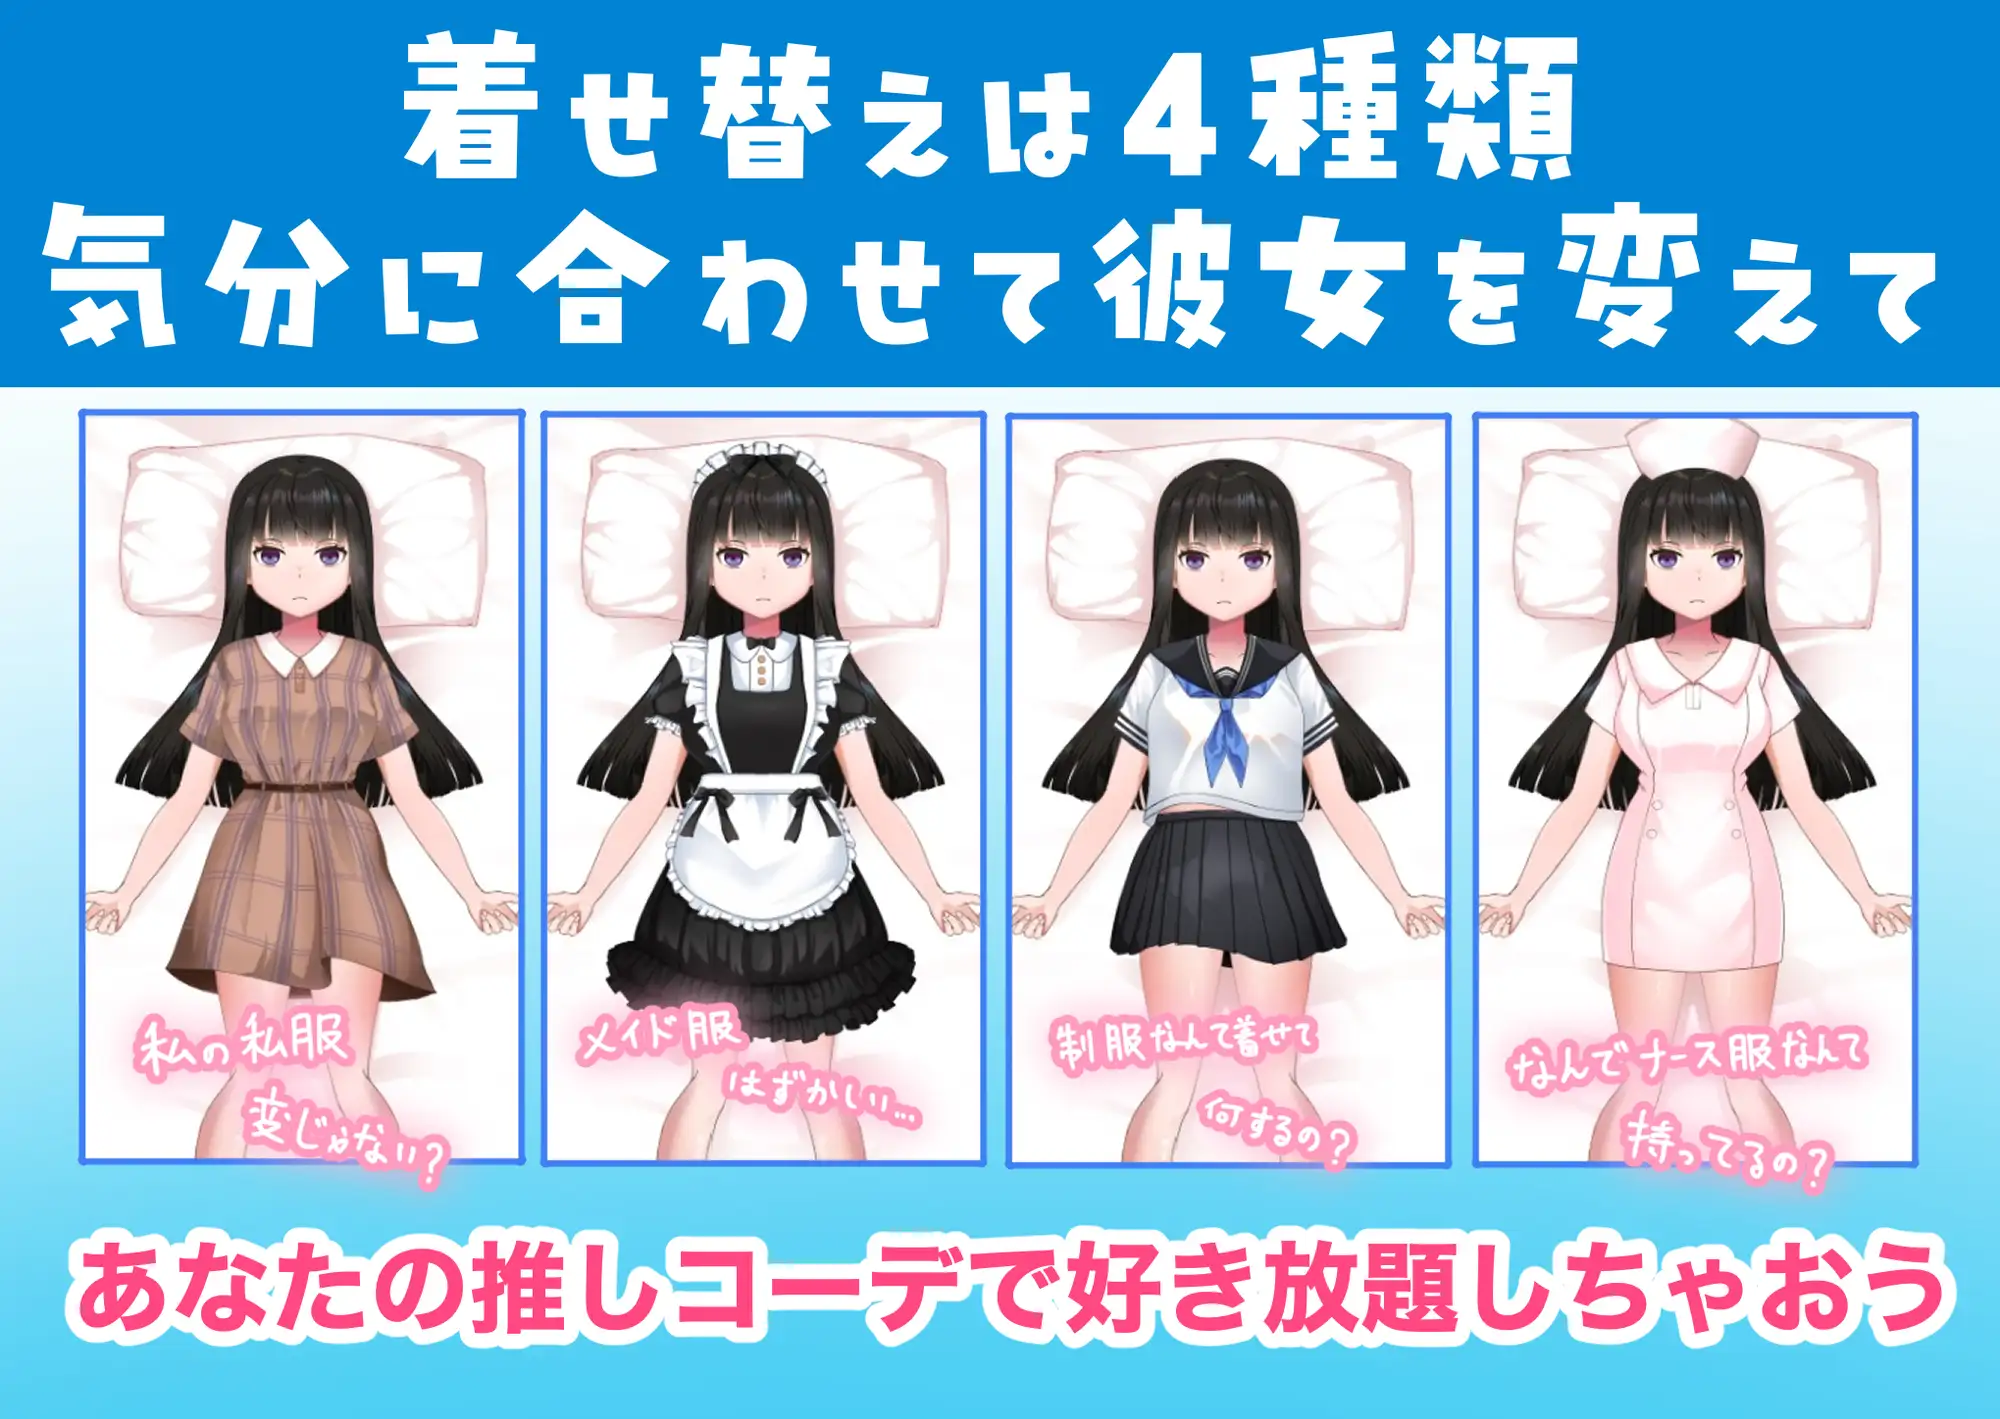 着せ替えは4種類
気分に合わせて彼女を変えて
私の私服
変じゃない?
メイド服
はずかしい…
制服なんて着せて
何するの?
なんでナース服なんて
持ってるの?
あなたの推しコーデで好き放題しちゃおう